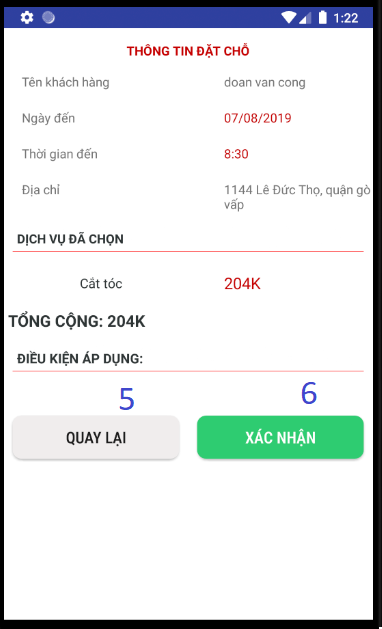 1:22
THÔNG TIN ĐẶT CHỖ
Tên khách hàng doan van cong
Ngày đến 07/08/2019
Thời gian đến 8:30
Địa chỉ 1144 Lê Đức Thọ, quận gò
vấp
DỊCH VỤ ĐÃ CHỌN
Cắt tóc 204K
TỔNG CỘNG: 204K
ĐIỀU KIỆN ÁP DỤNG:
5 6
QUAY LẠI XÁC NHẬN